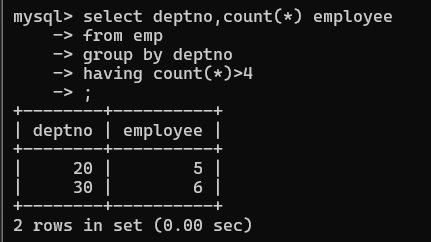 mysql> select deptno,count(*) employee
    -> from emp
    -> group by deptno
    -> having count(*)>4
    -> ;
+--------+----------+
| deptno | employee |
+--------+----------+
|     20 |        5 |
|     30 |        6 |
+--------+----------+
2 rows in set (0.00 sec)